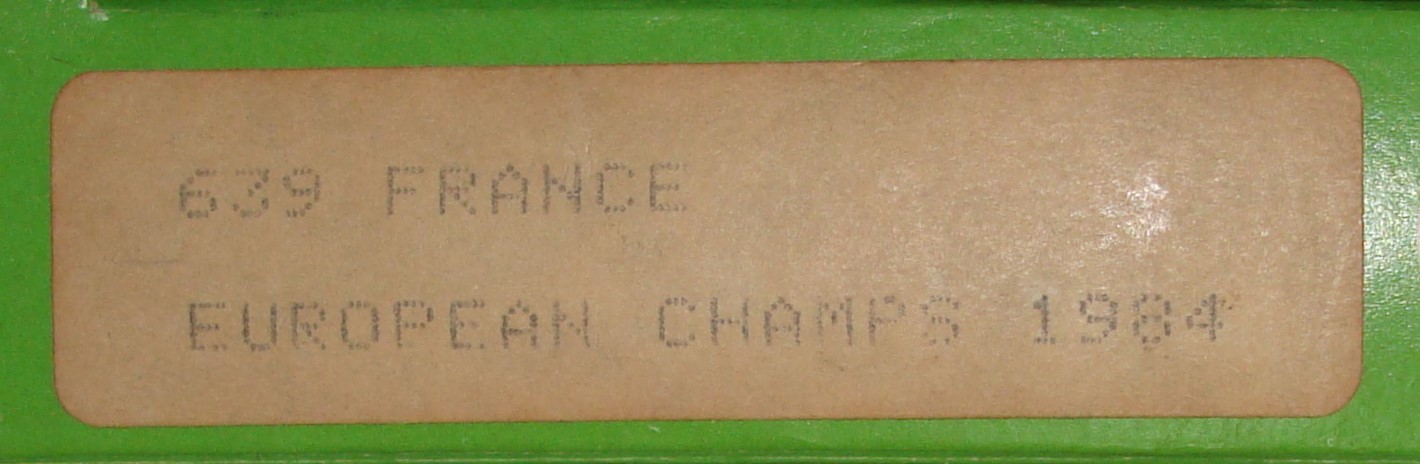 639 FRANCE
EUROPEAN CHAMPS 1984